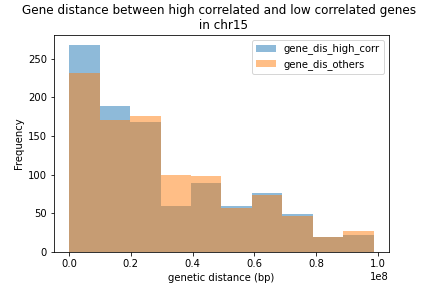 Gene distance between high correlated and low correlated genes
in chr15
gene_dis_high_corr
gene_dis_others
Frequency
250
200
150
100
50
0
0.0 0.2 0.4 0.6 0.8 1.0
1e8
genetic distance (bp)